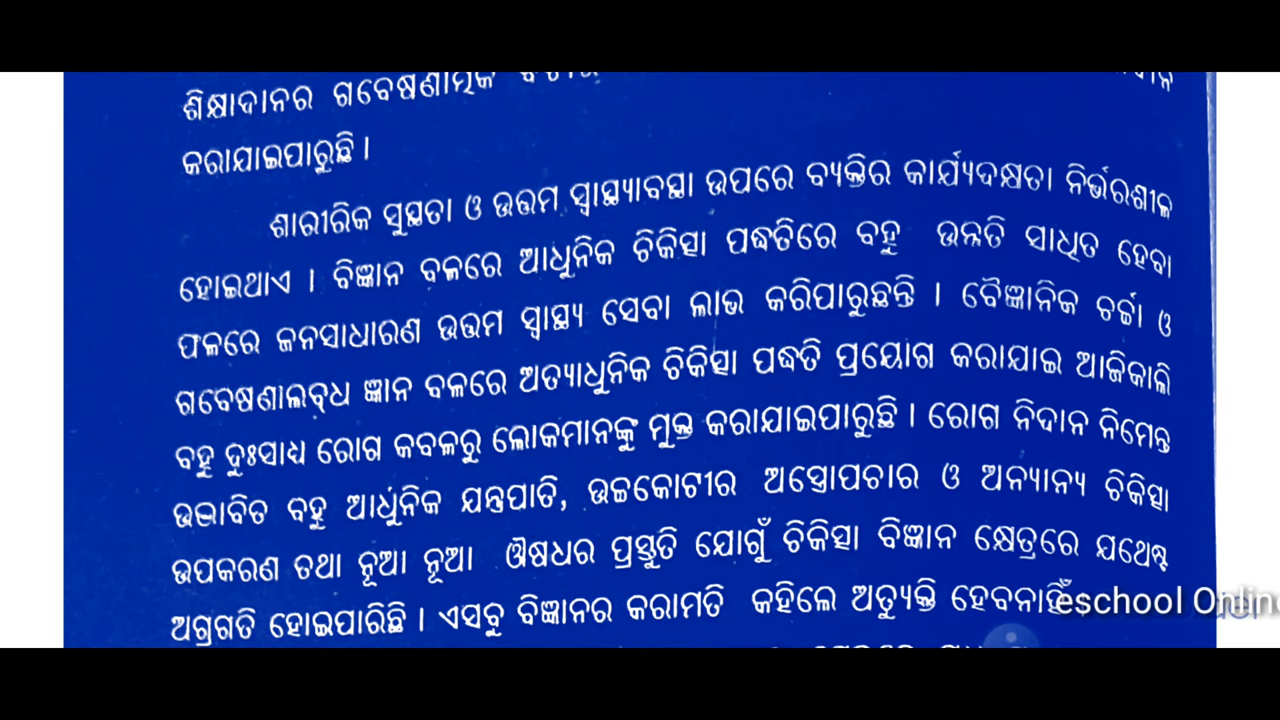 ଶିକ୍ଷାଦାନର ଗବେଷଣାତ୍ମକ
କରାଯାଇପାରୁଛି ।
ଶାରୀରିକ ସୁସ୍ଥତା ଓ ଉତ୍ତମ ସ୍ୱାସ୍ଥ୍ୟାବସ୍ଥା ଉପରେ ବ୍ୟକ୍ତିର କାର୍ଯ୍ୟଦକ୍ଷତା ନିର୍ଭରଶୀଳ
ହୋଇଥାଏ । ବିଜ୍ଞାନ ବଳରେ ଆଧୁନିକ ଚିକିତ୍ସା ପଦ୍ଧତିରେ ବହୁ ଉନ୍ନତି ସାଧିତ ହେବା
ଫଳରେ ଜନସାଧାରଣ ଉତ୍ତମ ସ୍ୱାସ୍ଥ୍ୟ ସେବା ଲାଭ କରିପାରୁଛନ୍ତି । ବୈଜ୍ଞାନିକ ଚର୍ଚ୍ଚା ଓ
ଗବେଷଣାଲବ୍‌ଧ ଜ୍ଞାନ ବଳରେ ଅତ୍ୟାଧୁନିକ ଚିକିତ୍ସା ପଦ୍ଧତି ପ୍ରୟୋଗ କରାଯାଇ ଆଜିକାଲି
ବହୁ ଦୁଃସାଧ୍ୟ ରୋଗ କବଳରୁ ଲୋକମାନଙ୍କୁ ମୁକ୍ତ କରାଯାଇପାରୁଛି । ରୋଗ ନିଦାନ ନିମେନ୍ତ
ଉଦ୍ଭାବିତ ବହୁ ଆଧୁନିକ ଯନ୍ତ୍ରପାତି, ଉଚ୍ଚକୋଟୀର ଅସ୍ତ୍ରୋପଚାର ଓ ଅନ୍ୟାନ୍ୟ ଚିକିତ୍ସା
ଉପକରଣ ତଥା ନୂଆ ନୂଆ ଔଷଧର ପ୍ରସ୍ତୁତି ଯୋଗୁଁ ଚିକିତ୍ସା ବିଜ୍ଞାନ କ୍ଷେତ୍ରରେ ଯଥେଷ୍ଟ
ଅଗ୍ରଗତି ହୋଇପାରିଛି । ଏସବୁ ବିଜ୍ଞାନର କରାମତି କହିଲେ ଅତ୍ୟୁକ୍ତି ହେବନାହିଁ
eschool Online